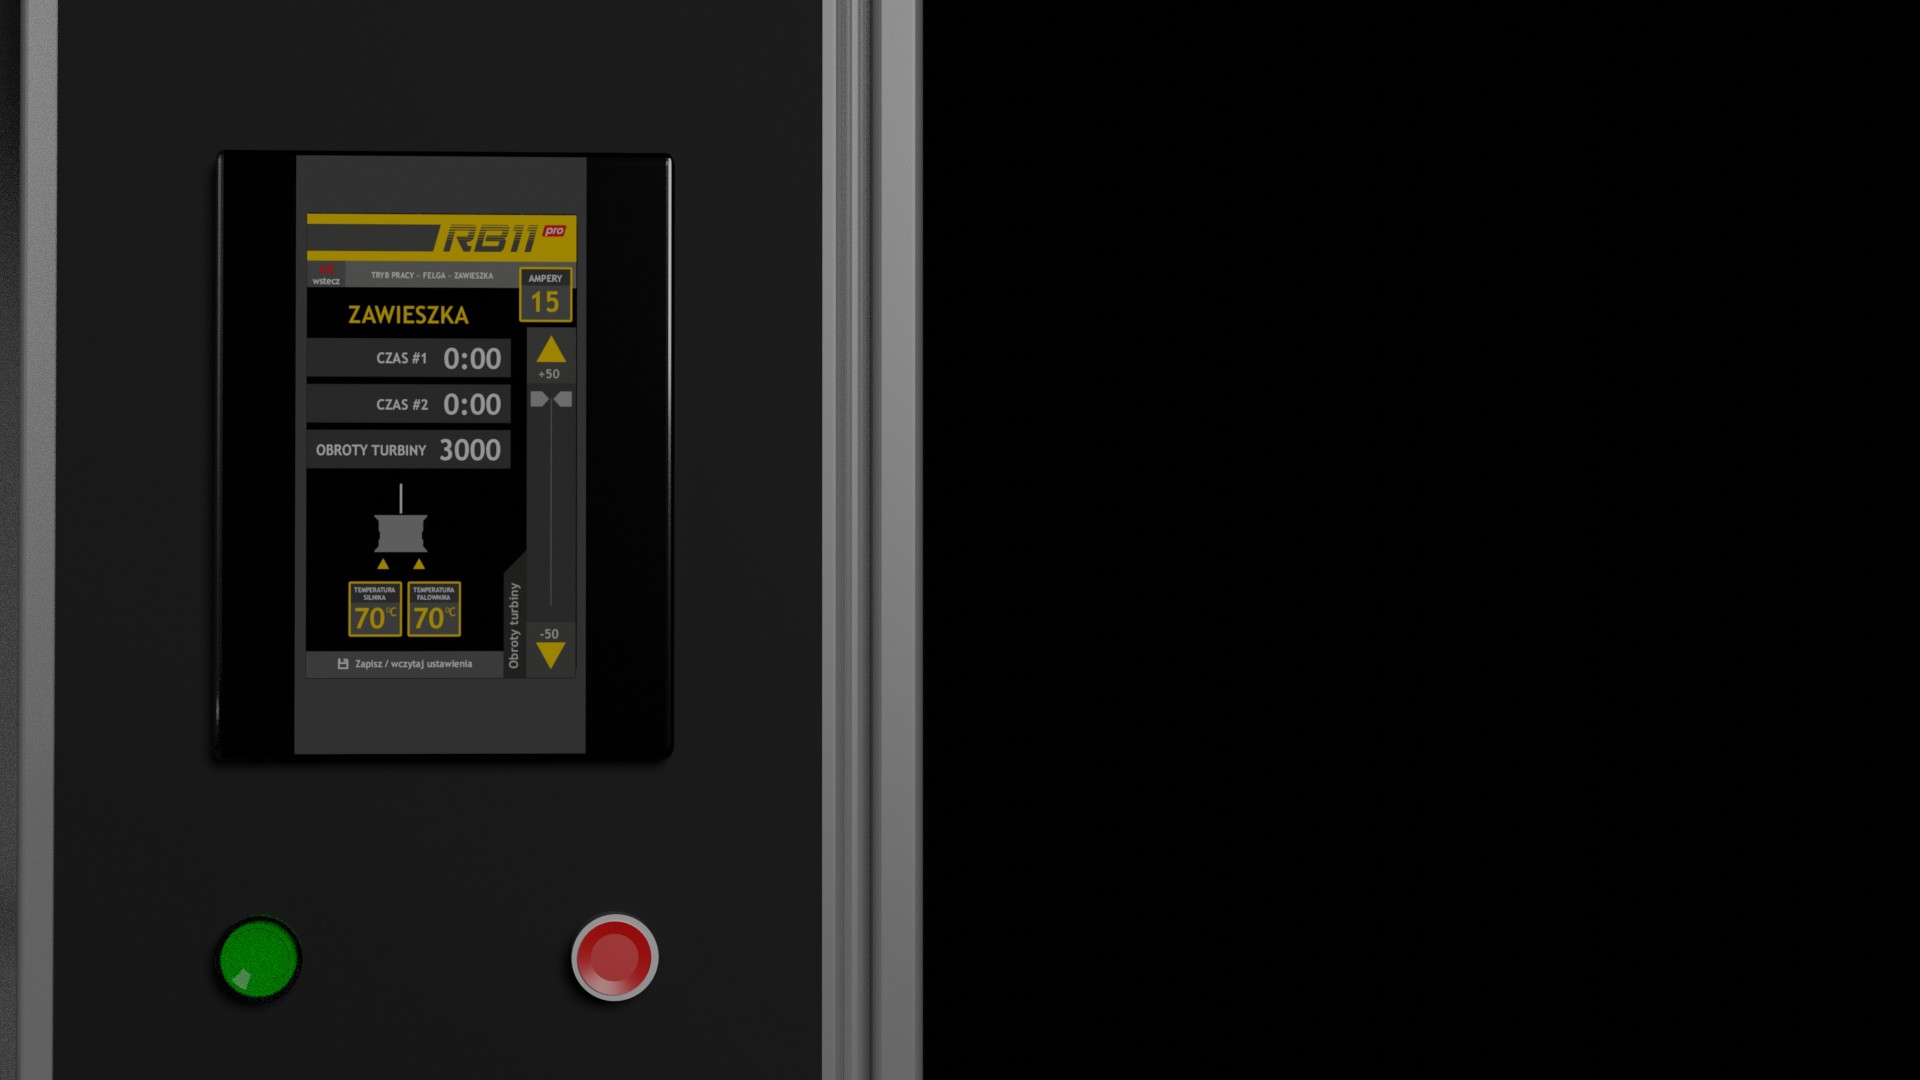 RB11 pro
wstecz
TRYB PRACY - FELGA - ZAWIESZKA
AMPERY
15
ZAWIESZKA
CZAS #1 0:00
CZAS #2 0:00
OBROTY TURBINY 3000
+50
-50
Obroty turbiny
TEMPERATURA
SILNIKA
70°C
TEMPERATURA
FALOWNIKA
70°C
Zapisz / wczytaj ustawienia